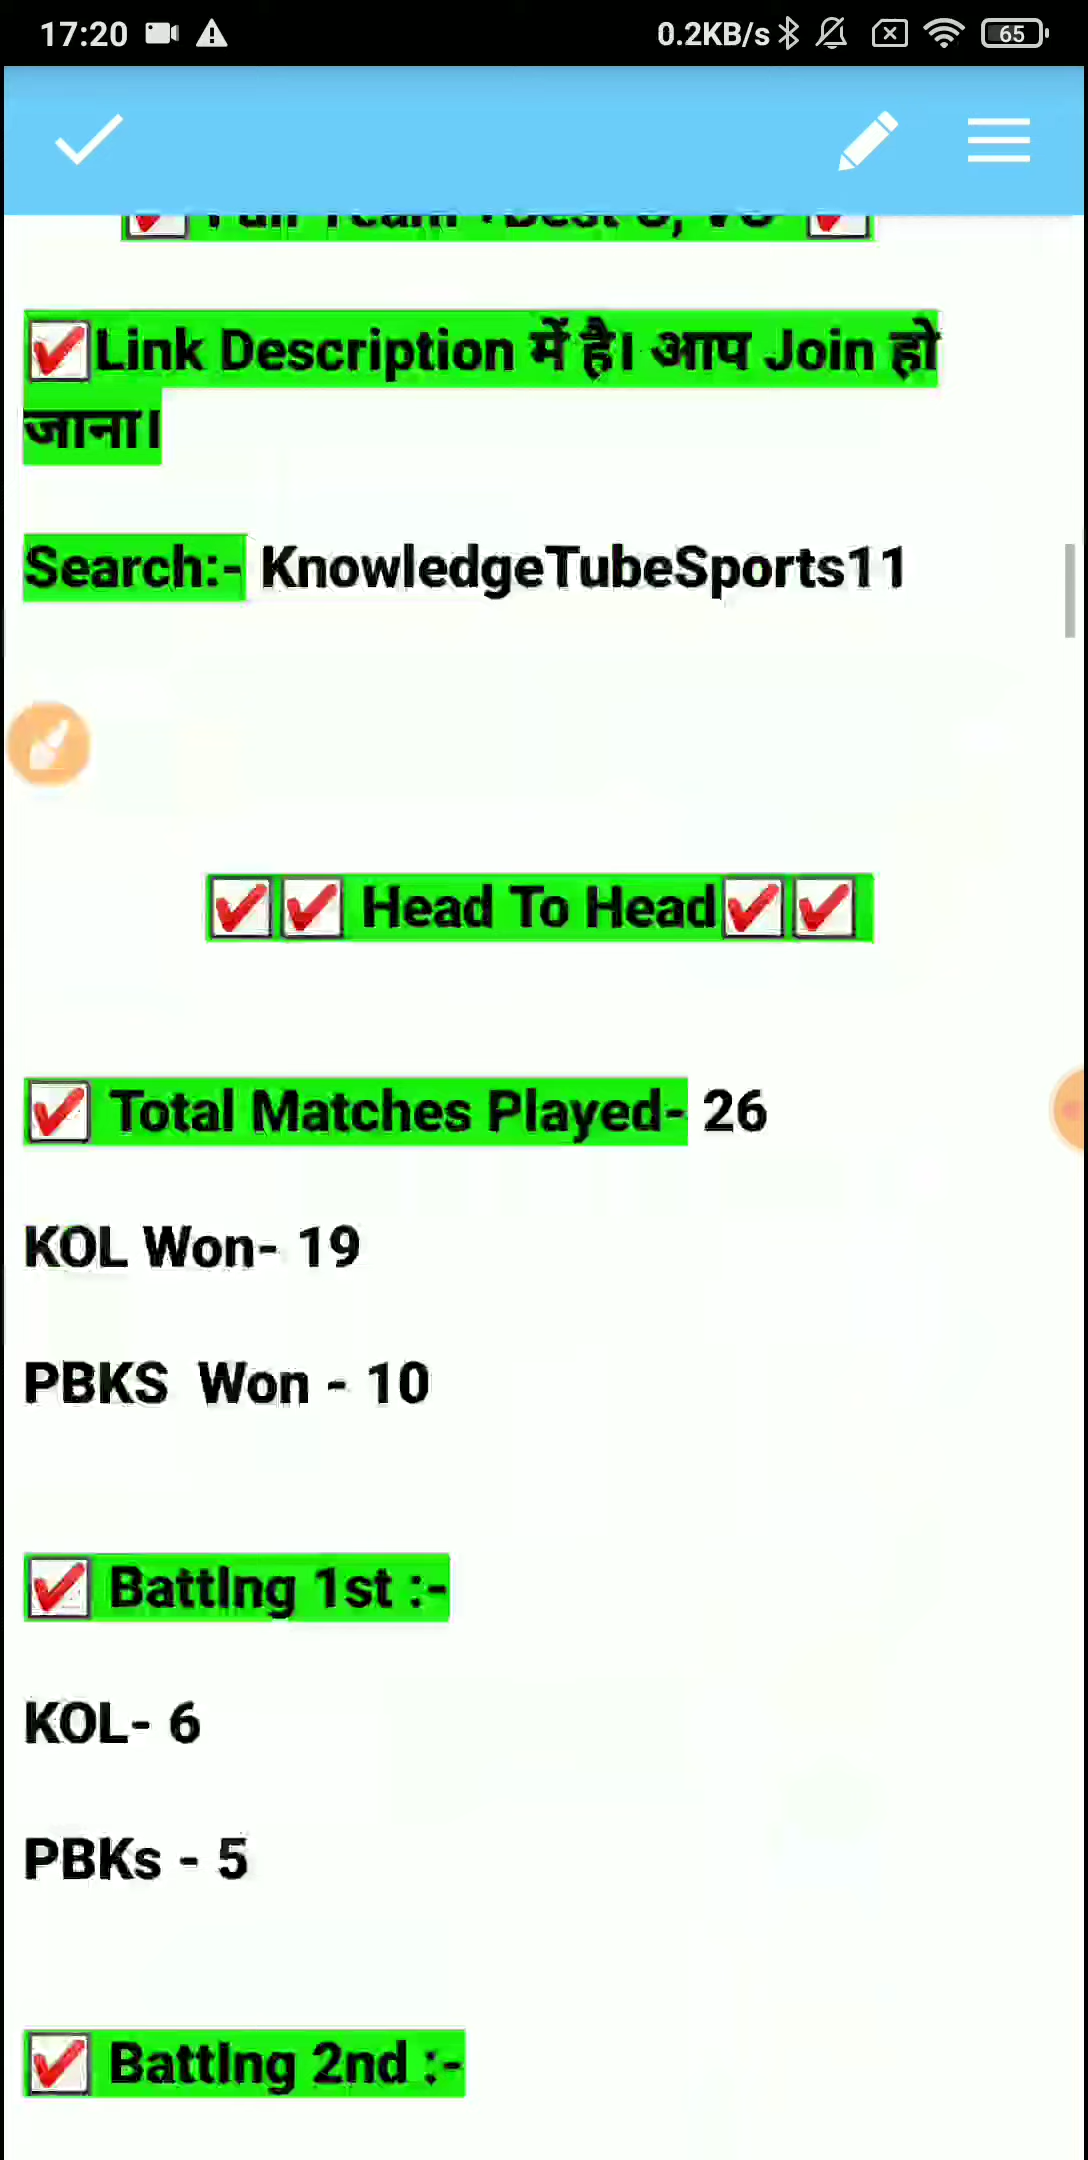 17:20 0.2KB/s 65
Link Description में है। आप Join हो
जाना।
Search:- KnowledgeTubeSports11
Head To Head
Total Matches Played- 26
KOL Won- 19
PBKS Won - 10
BattIng 1st :-
KOL- 6
PBKs - 5
BattIng 2nd :-